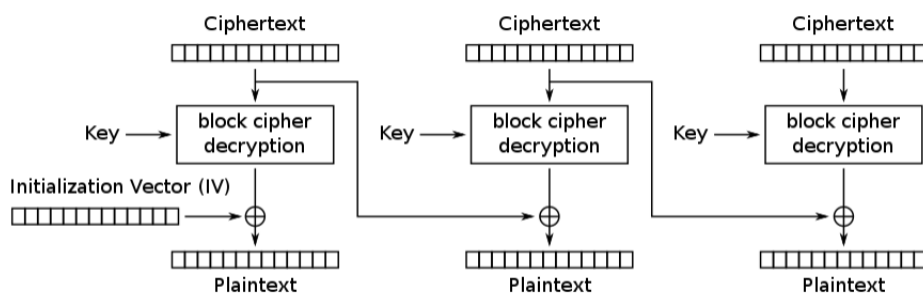 Ciphertext
Ciphertext
Ciphertext
Key
block cipher
decryption
Key
block cipher
decryption
Key
block cipher
decryption
Initialization Vector (IV)
Plaintext
Plaintext
Plaintext